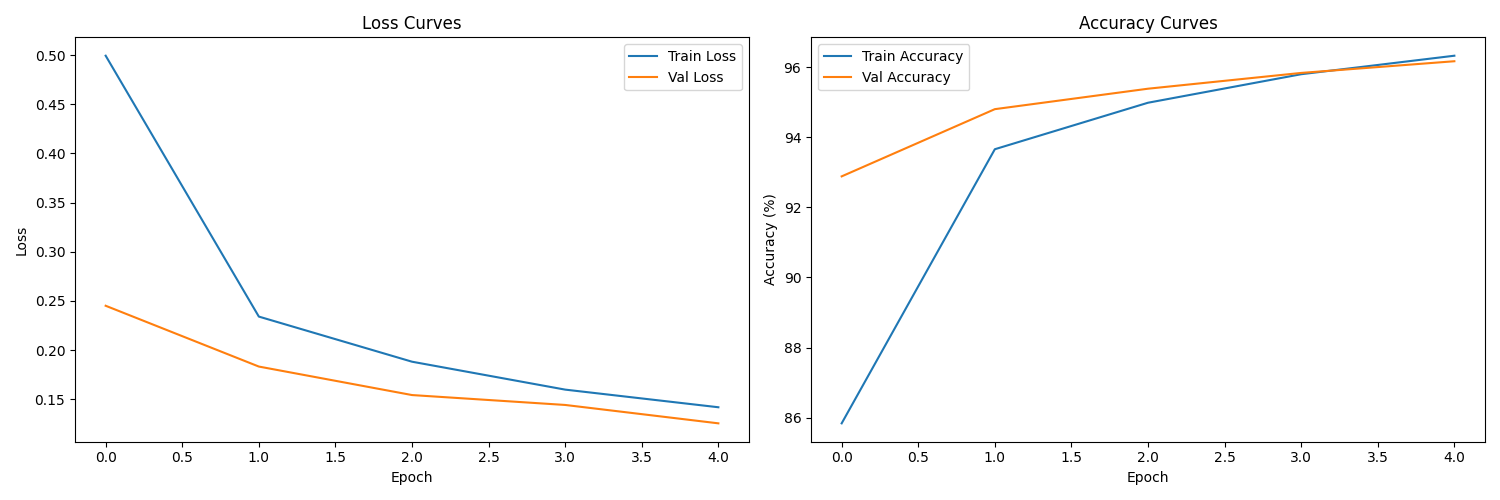 Loss Curves
Loss
0.50
0.45
0.40
0.35
0.30
0.25
0.20
0.15
Train Loss
Val Loss
0.0 0.5 1.0 1.5 2.0 2.5 3.0 3.5 4.0
Epoch
Accuracy Curves
Accuracy (%)
96
94
92
90
88
86
Train Accuracy
Val Accuracy
0.0 0.5 1.0 1.5 2.0 2.5 3.0 3.5 4.0
Epoch